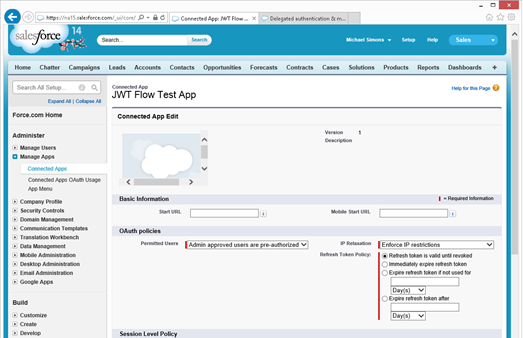 https://na15.salesforce.com/_ui/core/
Connected App: JWT Flow ...
Delegated authentication & m...
salesforce
14
Search...
Search
Michael Simons
Setup
Help
Sales
Home Chatter Campaigns Leads Accounts Contacts Opportunities Forecasts Contracts Cases Solutions Products Reports Dashboards +
Search All Setup...
Expand All | Collapse All
Force.com Home
Administer
Manage Users
Manage Apps
Connected Apps
Connected Apps OAuth Usage
App Menu
Company Profile
Security Controls
Domain Management
Communication Templates
Translation Workbench
Data Management
Mobile Administration
Desktop Administration
Email Administration
Google Apps
Build
Customize
Create
Develop
Connected App
JWT Flow Test App
Help for this Page
Connected App Edit
Version 1
Description
Basic Information
= Required Information
Start URL
Mobile Start URL
OAuth policies
Permitted Users Admin approved users are pre-authorized
IP Relaxation Enforce IP restrictions
Refresh Token Policy: Refresh token is valid until revoked
Immediately expire refresh token
Expire refresh token if not used for
Day(s)
Expire refresh token after
Day(s)
Session Level Policy